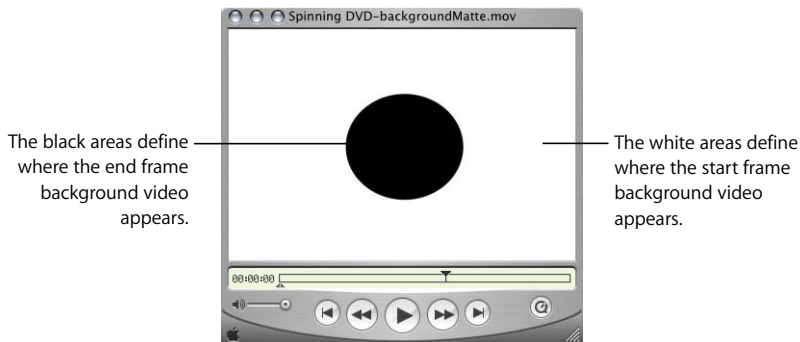 Spinning DVD-backgroundMatte.mov
The black areas define
where the end frame
background video
appears.
The white areas define
where the start frame
background video
appears.
00:00:00